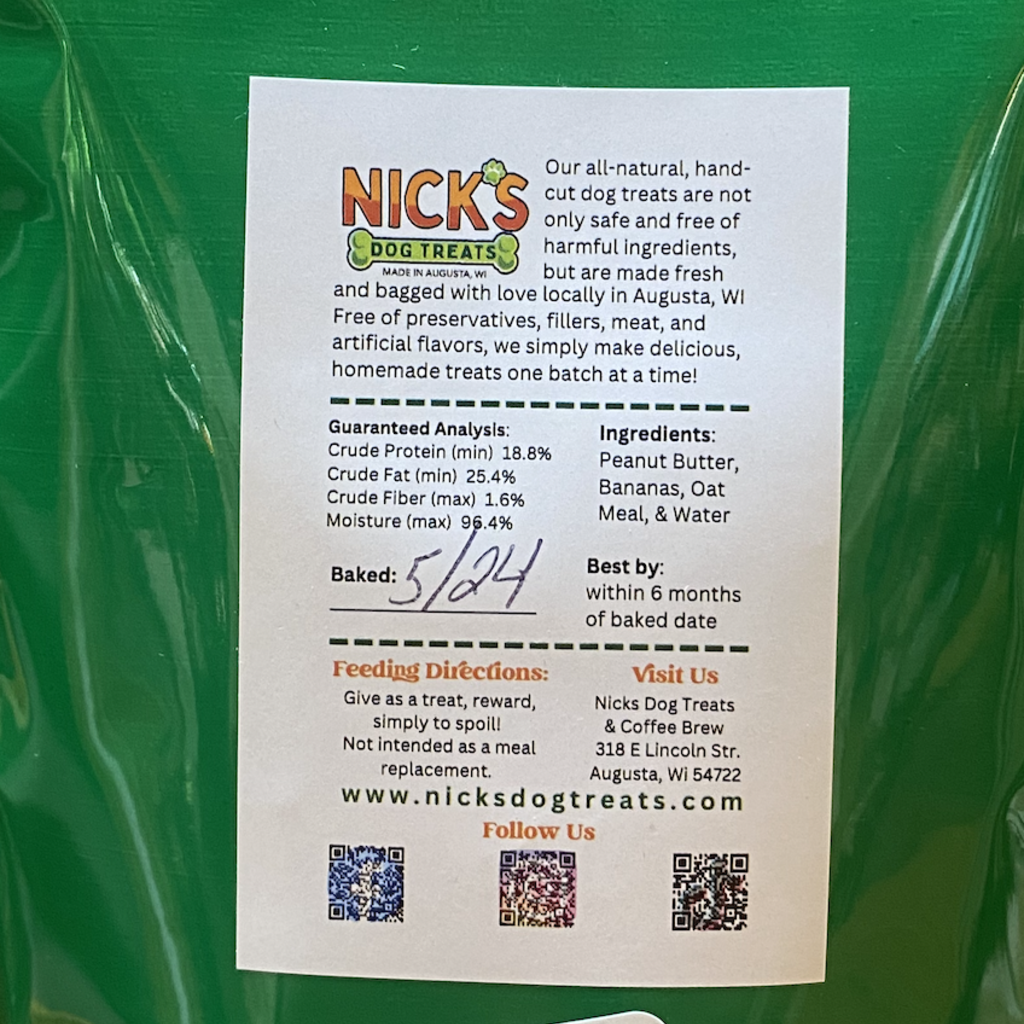 NICK'S
DOG TREATS
MADE IN AUGUSTA, WI
Our all-natural, hand-
cut dog treats are not
only safe and free of
harmful ingredients,
but are made fresh
and bagged with love locally in Augusta, WI
Free of preservatives, fillers, meat, and
artificial flavors, we simply make delicious,
homemade treats one batch at a time!
Guaranteed Analysis:
Crude Protein (min) 18.8%
Crude Fat (min) 25.4%
Crude Fiber (max) 1.6%
Moisture (max) 96.4%
Ingredients:
Peanut Butter,
Bananas, Oat
Meal, & Water
Baked: 5/24
Best by:
within 6 months
of baked date
Feeding Directions:
Give as a treat, reward,
simply to spoil!
Not intended as a meal
replacement.
Visit Us
Nicks Dog Treats
& Coffee Brew
318 E Lincoln Str.
Augusta, Wi 54722
www.nicksdogtreats.com
Follow Us